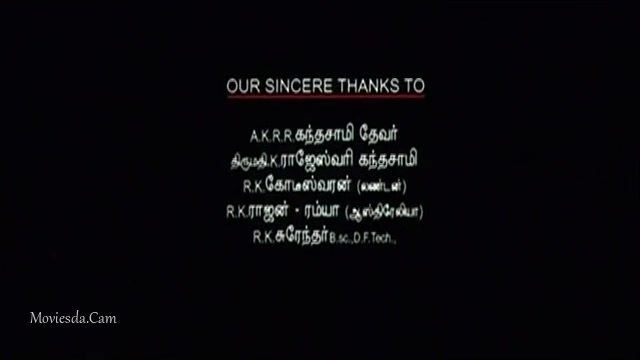 OUR SINCERE THANKS TO
A.K.R.R.கந்தசாமி தேவர்
திருமதி.K.ராஜேஸ்வரி கந்தசாமி
R.K.கோடீஸ்வரன் (லண்டன்)
R.K.ராஜன் - ரம்யா (ஆஸ்திரேலியா)
R.K.சுரேந்தர்B.sc.,D.F.Tech.,
Moviesda.Cam